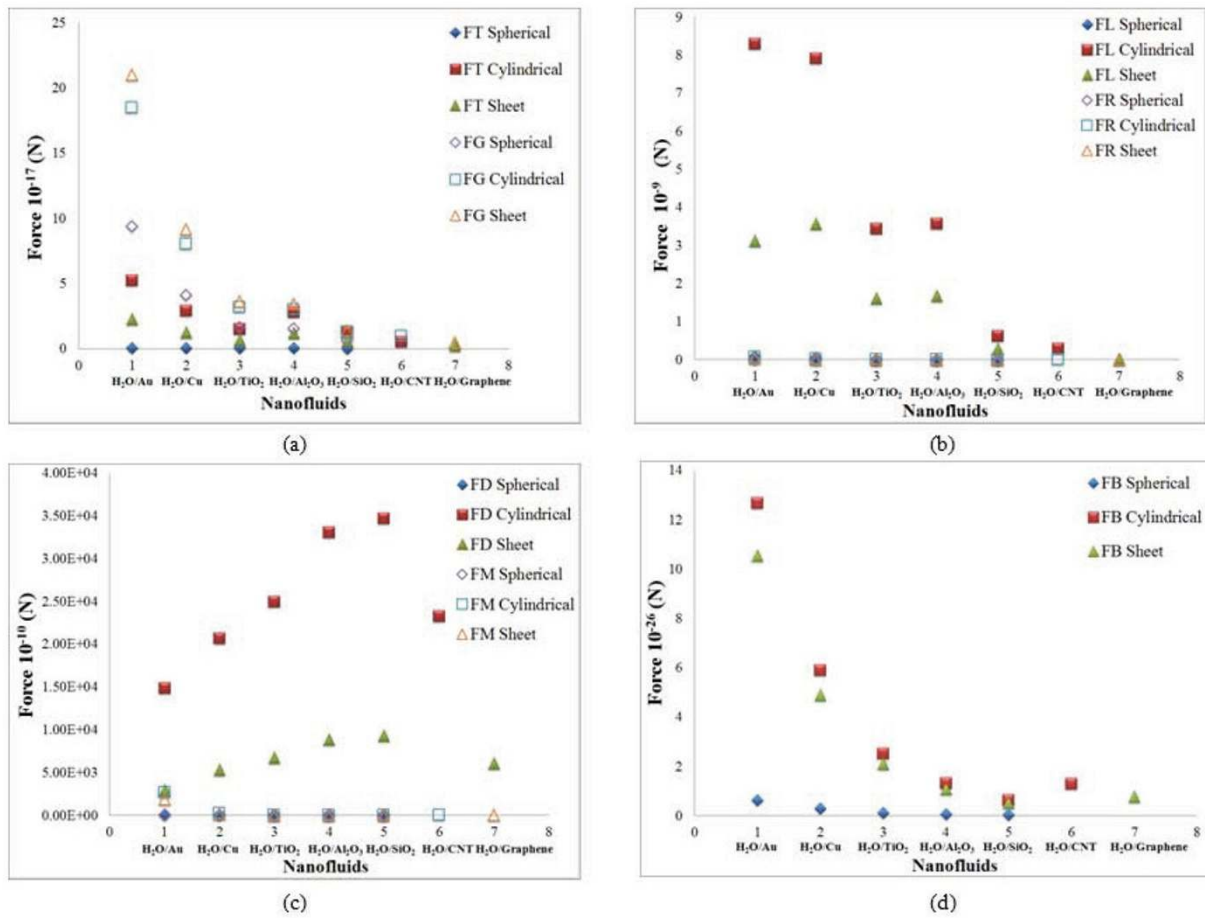 25
20
15
10
5
0
Force 10⁻¹⁷ (N)
FT Spherical
FT Cylindrical
FT Sheet
FG Spherical
FG Cylindrical
FG Sheet
0 1 2 3 4 5 6 7 8
H₂O/Au H₂O/Cu H₂O/TiO₂ H₂O/Al₂O₃ H₂O/SiO₂ H₂O/CNT H₂O/Graphene
Nanofluids
(a)
9
8
7
6
5
4
3
2
1
0
Force 10⁻⁹ (N)
FL Spherical
FL Cylindrical
FL Sheet
FR Spherical
FR Cylindrical
FR Sheet
0 1 2 3 4 5 6 7 8
H₂O/Au H₂O/Cu H₂O/TiO₂ H₂O/Al₂O₃ H₂O/SiO₂ H₂O/CNT H₂O/Graphene
Nanofluids
(b)
4.00E+04
3.50E+04
3.00E+04
2.50E+04
2.00E+04
1.50E+04
1.00E+04
5.00E+03
0.00E+00
Force 10⁻¹⁰ (N)
FD Spherical
FD Cylindrical
FD Sheet
FM Spherical
FM Cylindrical
FM Sheet
0 1 2 3 4 5 6 7 8
H₂O/Au H₂O/Cu H₂O/TiO₂ H₂O/Al₂O₃ H₂O/SiO₂ H₂O/CNT H₂O/Graphene
Nanofluids
(c)
14
12
10
8
6
4
2
0
Force 10⁻²⁶ (N)
FB Spherical
FB Cylindrical
FB Sheet
0 1 2 3 4 5 6 7 8
H₂O/Au H₂O/Cu H₂O/TiO₂ H₂O/Al₂O₃ H₂O/SiO₂ H₂O/CNT H₂O/Graphene
Nanofluids
(d)